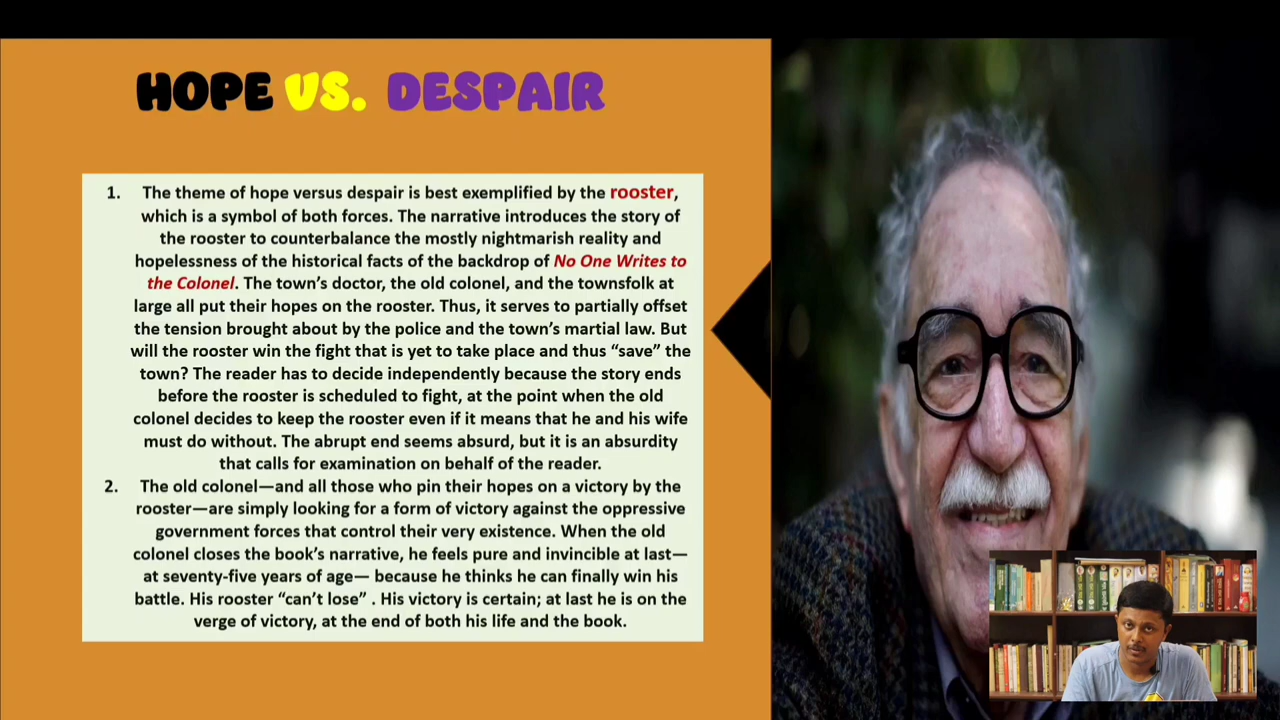 HOPE VS. DESPAIR
1. The theme of hope versus despair is best exemplified by the rooster,
which is a symbol of both forces. The narrative introduces the story of
the rooster to counterbalance the mostly nightmarish reality and
hopelessness of the historical facts of the backdrop of No One Writes to
the Colonel. The town’s doctor, the old colonel, and the townsfolk at
large all put their hopes on the rooster. Thus, it serves to partially offset
the tension brought about by the police and the town’s martial law. But
will the rooster win the fight that is yet to take place and thus “save” the
town? The reader has to decide independently because the story ends
before the rooster is scheduled to fight, at the point when the old
colonel decides to keep the rooster even if it means that he and his wife
must do without. The abrupt end seems absurd, but it is an absurdity
that calls for examination on behalf of the reader.
2. The old colonel—and all those who pin their hopes on a victory by the
rooster—are simply looking for a form of victory against the oppressive
government forces that control their very existence. When the old
colonel closes the book’s narrative, he feels pure and invincible at last—
at seventy-five years of age— because he thinks he can finally win his
battle. His rooster “can’t lose” . His victory is certain; at last he is on the
verge of victory, at the end of both his life and the book.